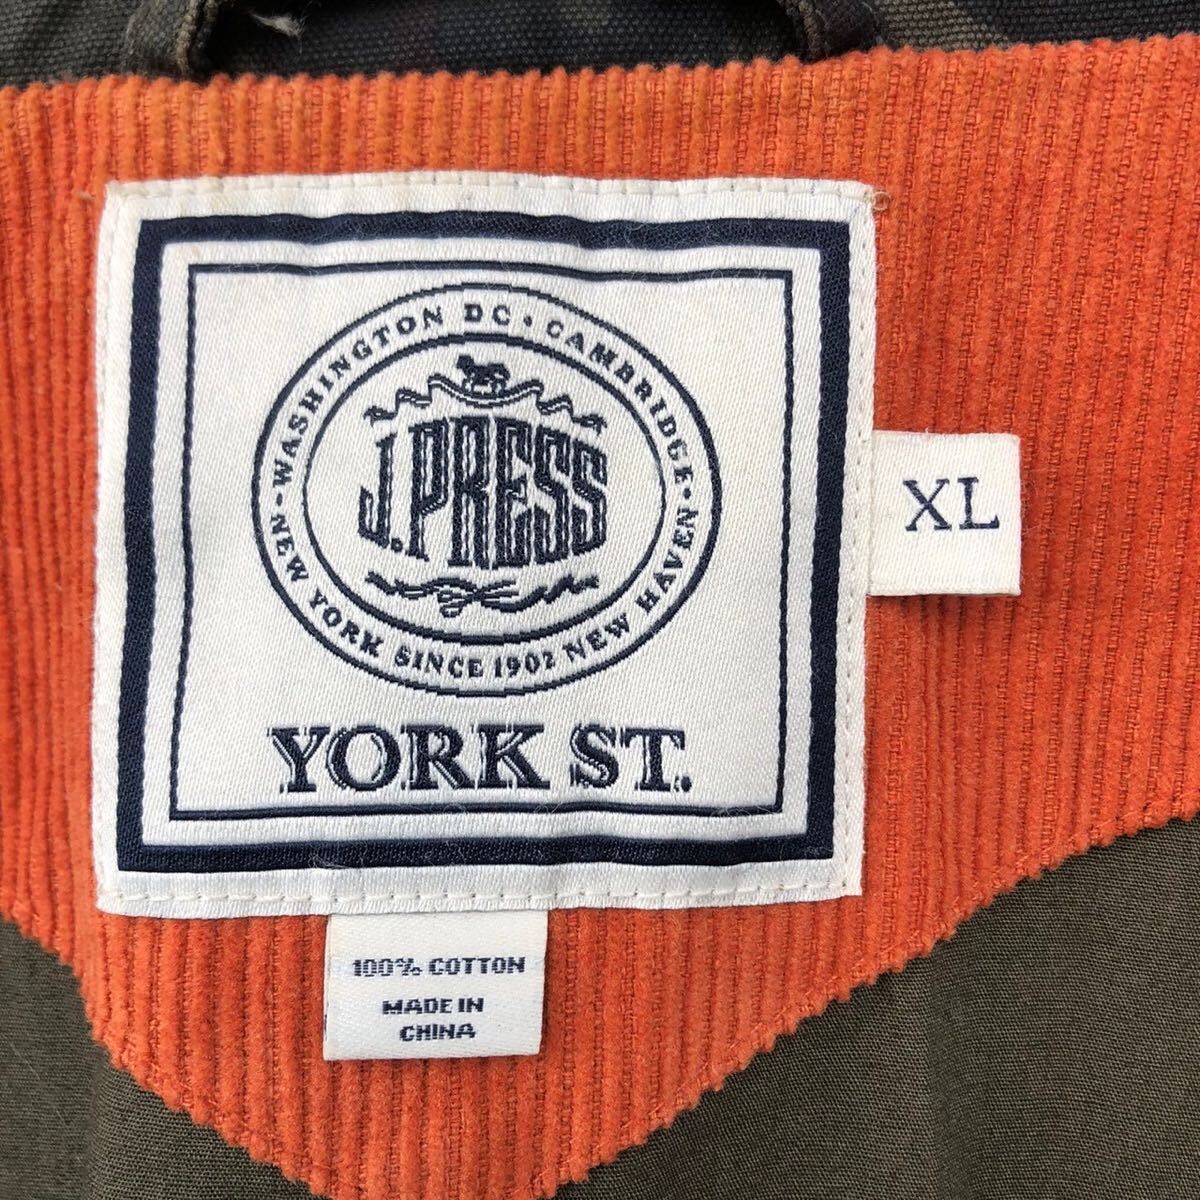 WASHINGTON DC • CAMBRIDGE •
NEW YORK SINCE 1902 NEW HAVEN
J.PRESS
YORK ST.
XL
100% COTTON
MADE IN
CHINA